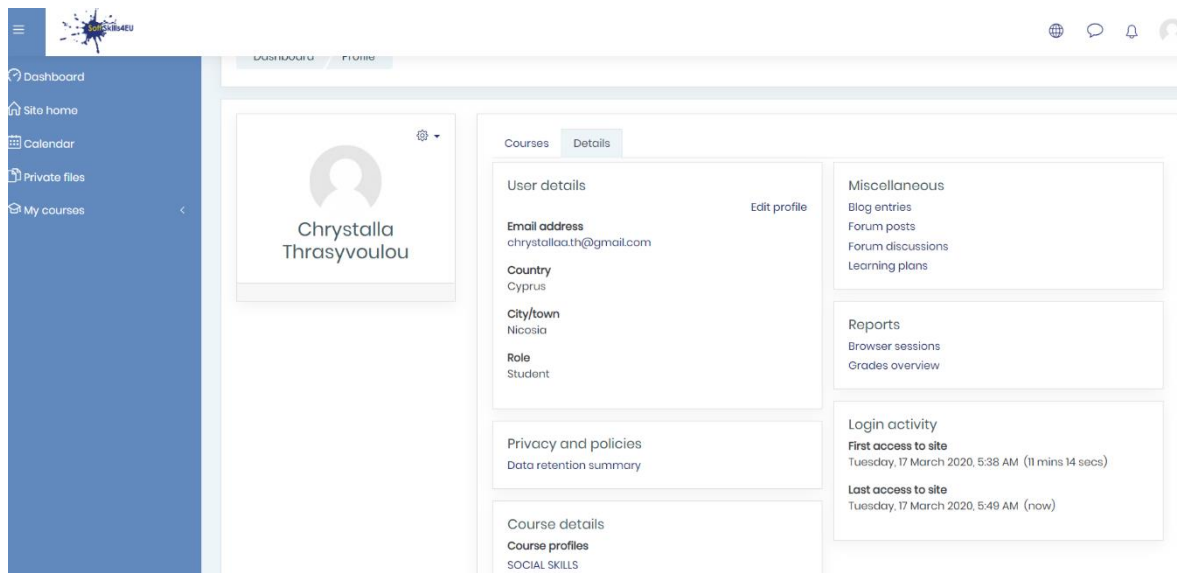 SoftSkills4EU
Dashboard
Site home
Calendar
Private files
My courses
Dashboard / Profile
Chrystalla
Thrasyvoulou
Courses
Details
User details
Edit profile
Email address
chrystallaa.th@gmail.com
Country
Cyprus
City/town
Nicosia
Role
Student
Privacy and policies
Data retention summary
Course details
Course profiles
SOCIAL SKILLS
Miscellaneous
Blog entries
Forum posts
Forum discussions
Learning plans
Reports
Browser sessions
Grades overview
Login activity
First access to site
Tuesday, 17 March 2020, 5:38 AM (11 mins 14 secs)
Last access to site
Tuesday, 17 March 2020, 5:49 AM (now)